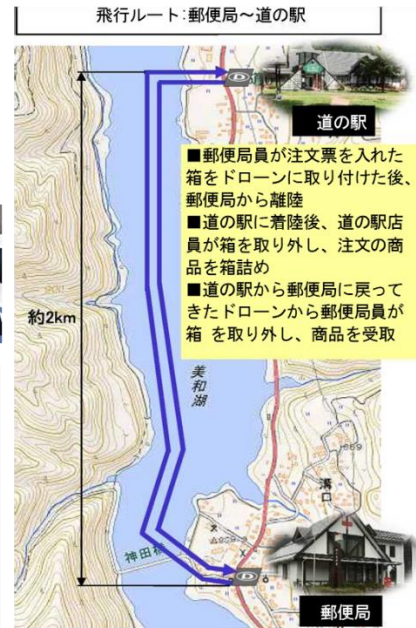 飛行ルート:郵便局～道の駅
道の駅
■郵便局員が注文票を入れた
箱をドローンに取り付けた後、
郵便局から離陸
■道の駅に着陸後、道の駅店
員が箱を取り外し、注文の商
品を箱詰め
■道の駅から郵便局に戻って
きたドローンから郵便局員が
箱 を取り外し、商品を受取
約2km
美和湖
溝口
神田橋
郵便局